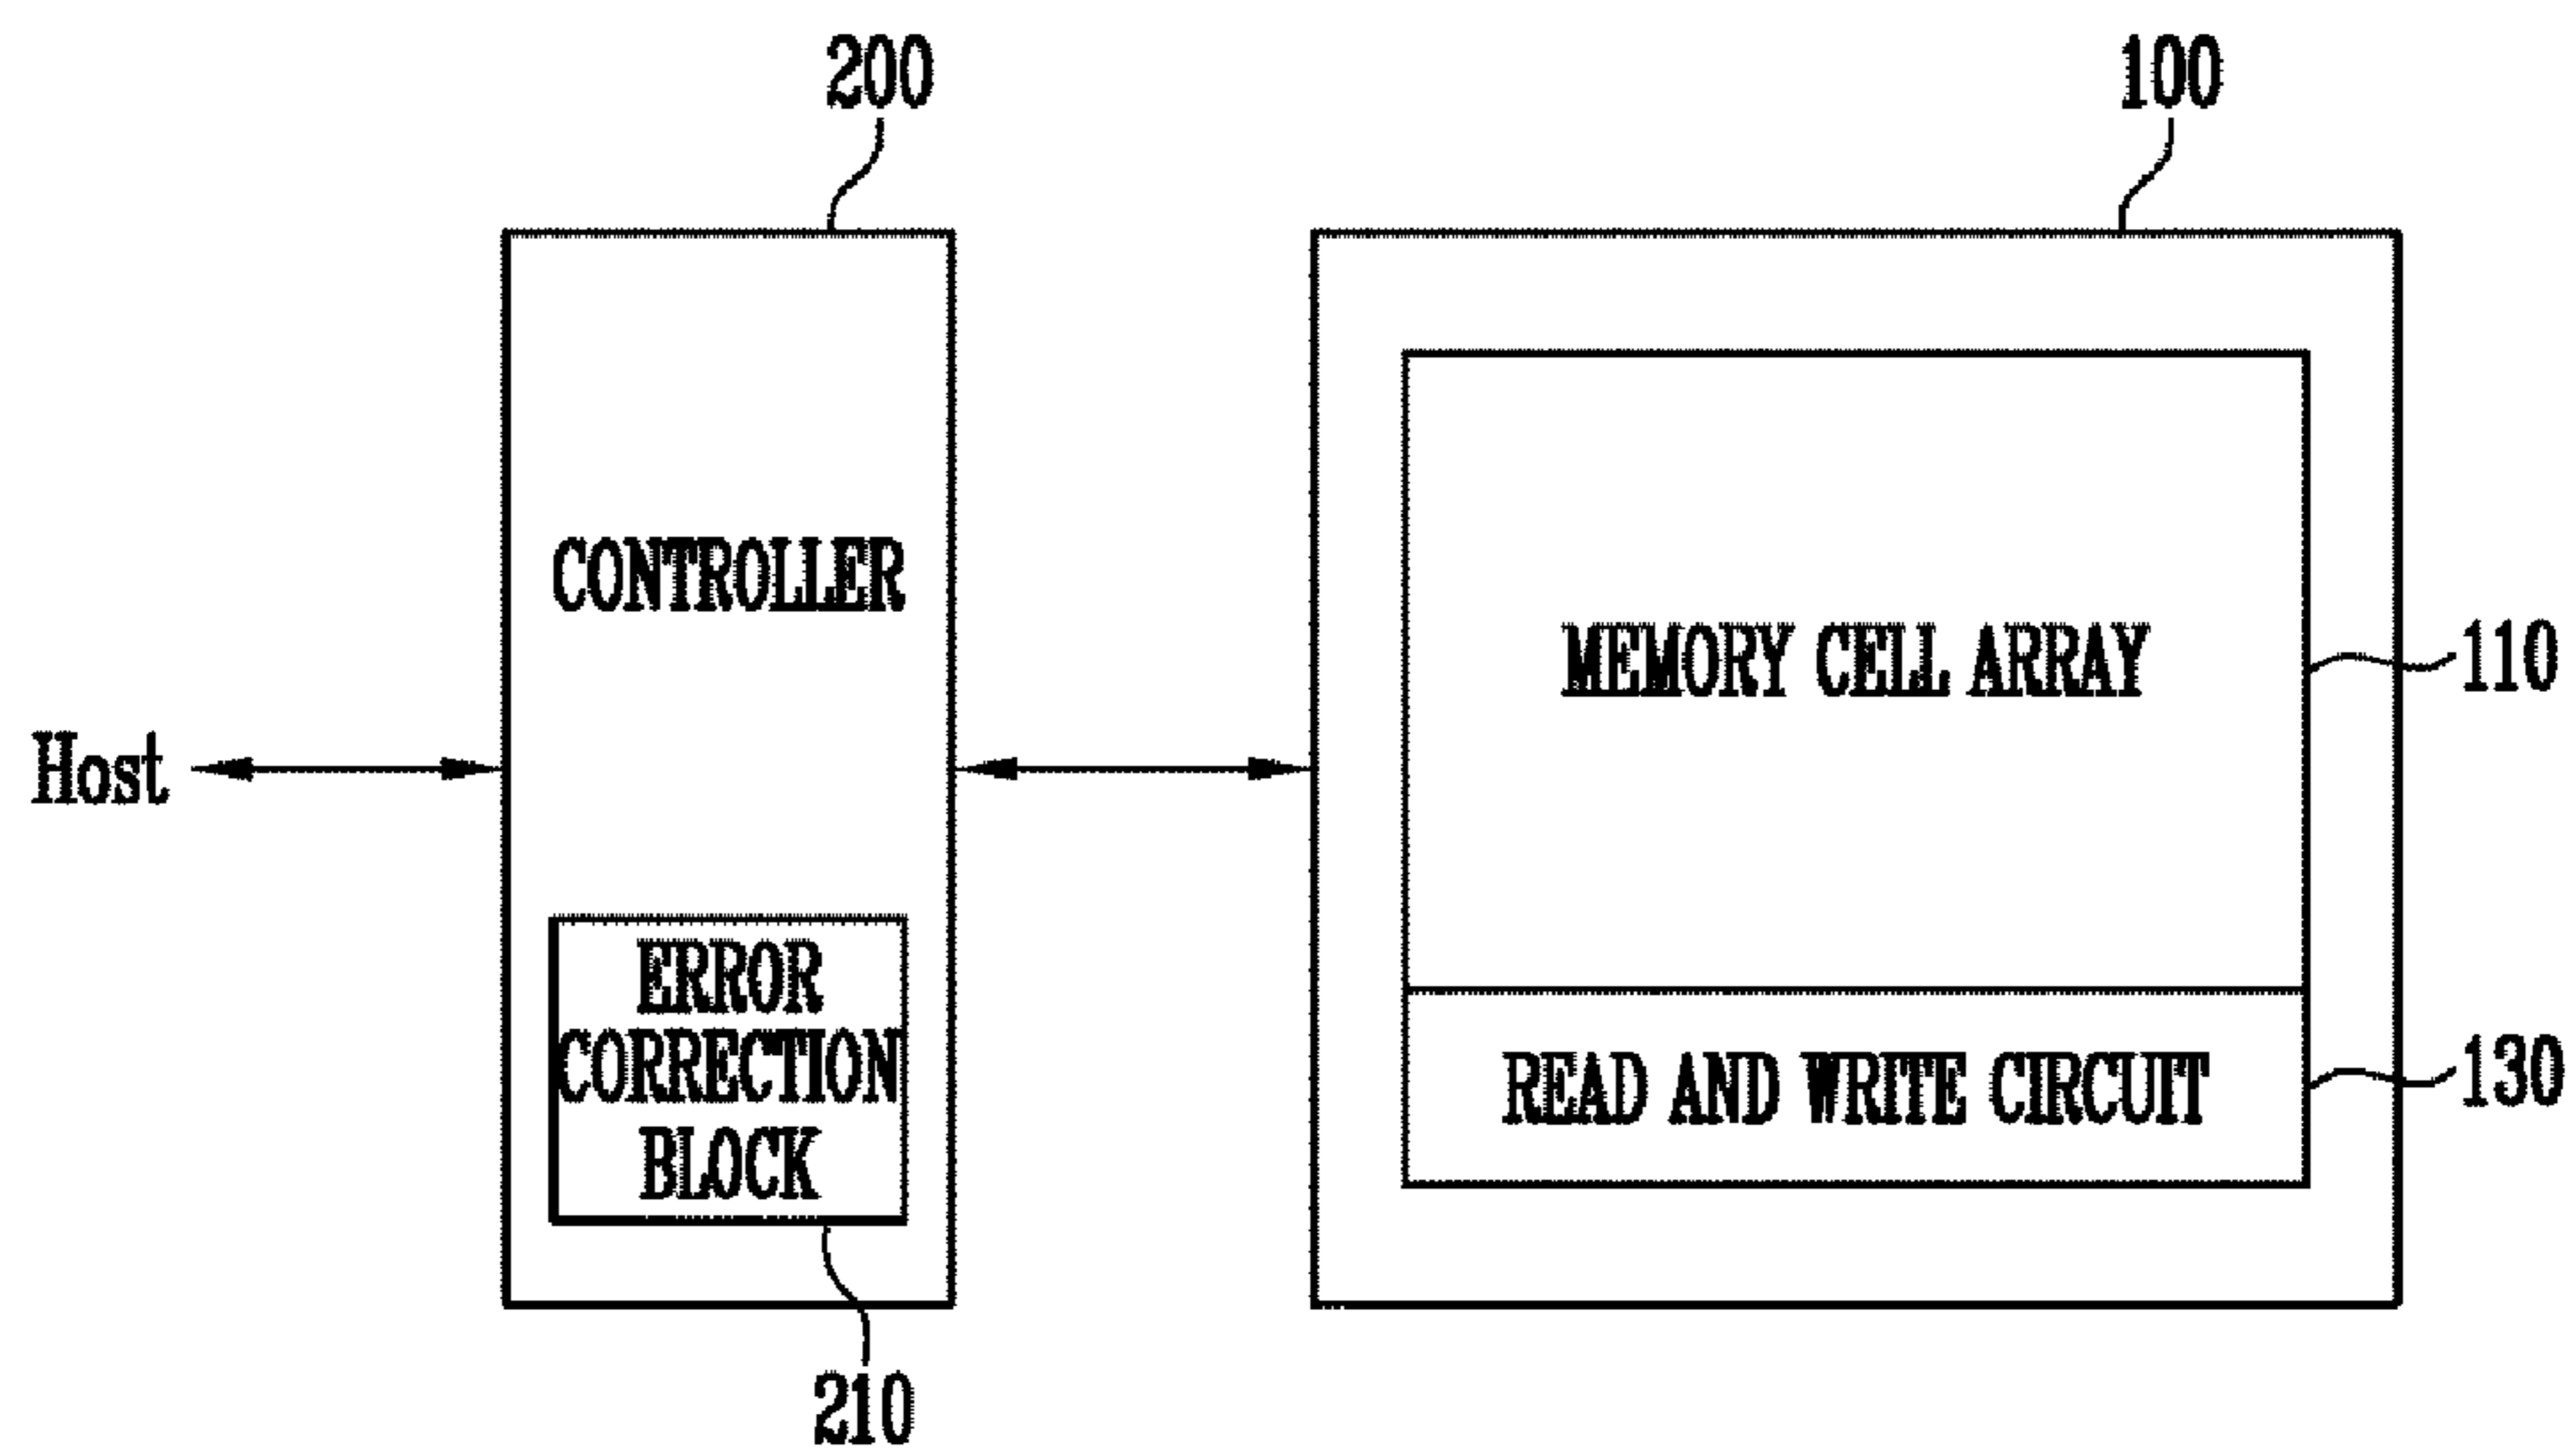 200
100
CONTROLLER
MEMORY CELL ARRAY
110
Host
ERROR
CORRECTION
BLOCK
READ AND WRITE CIRCUIT
130
210